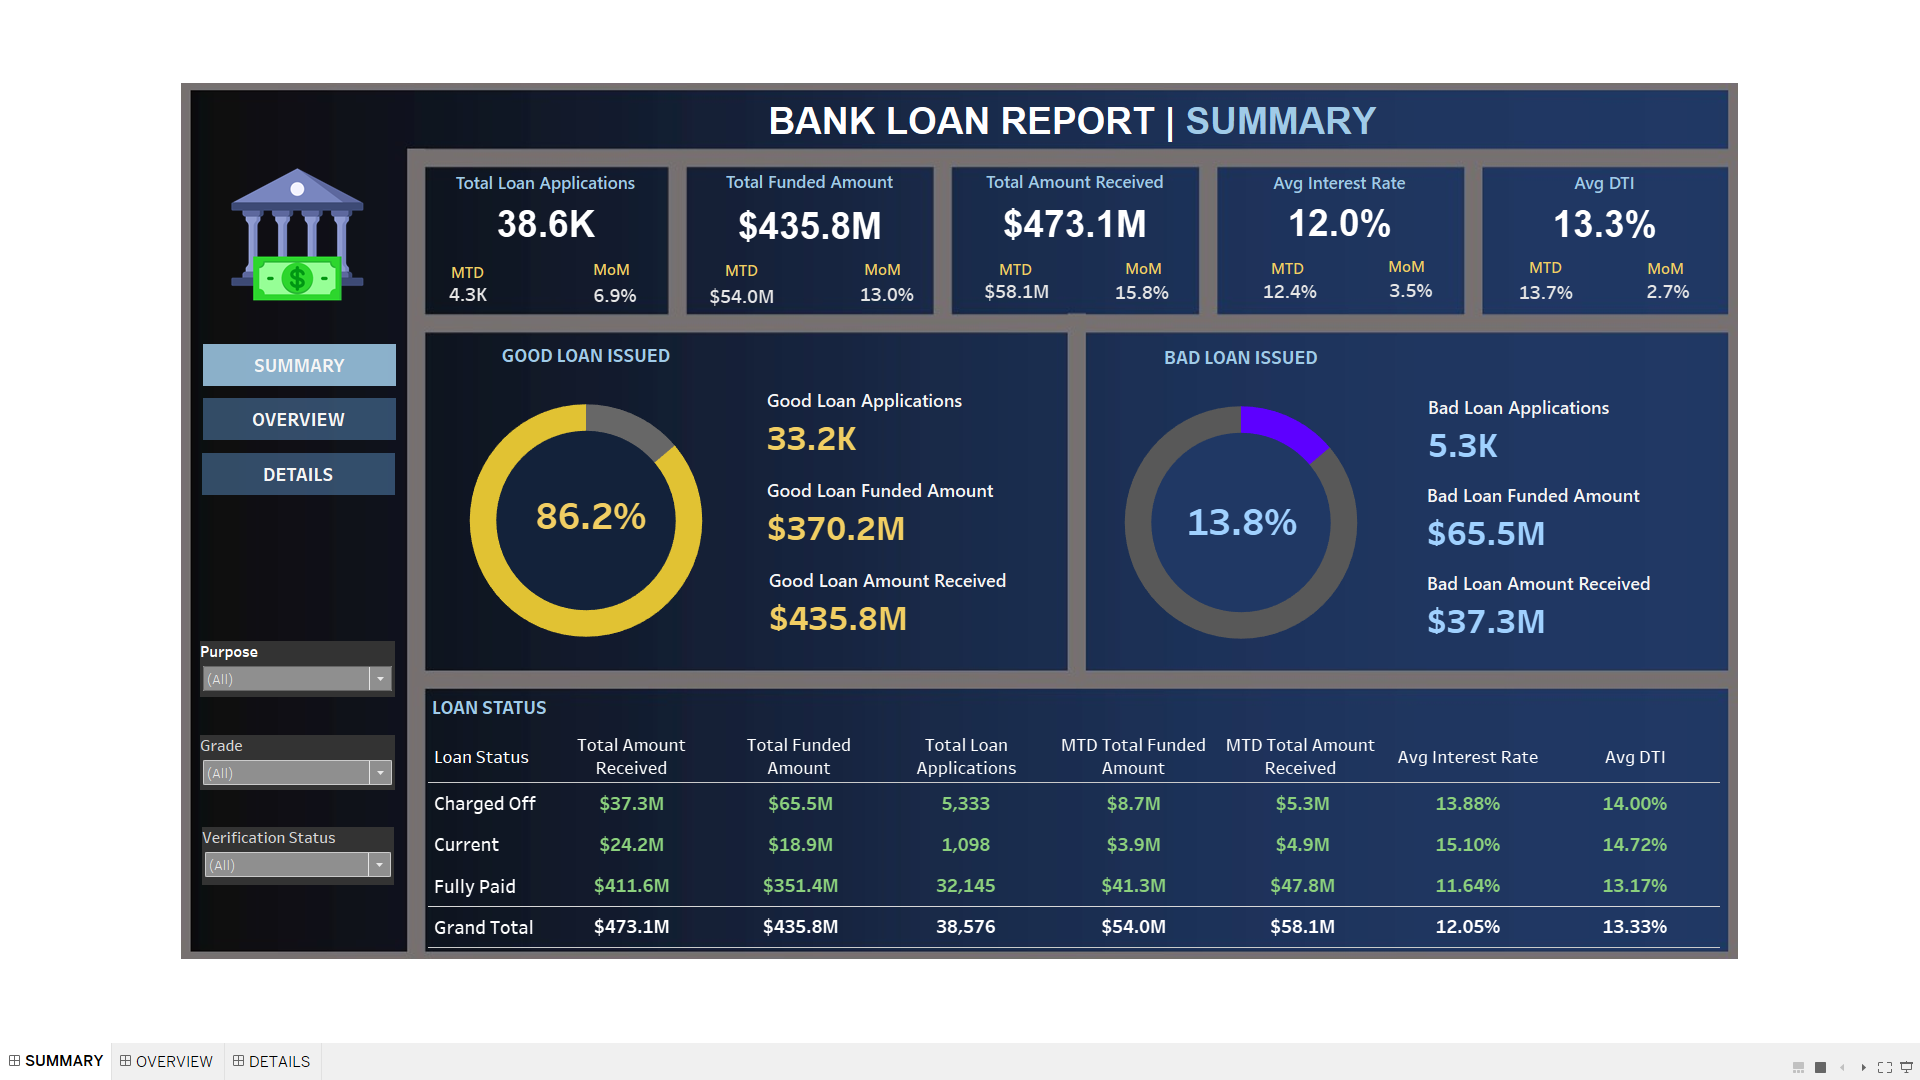 BANK LOAN REPORT | SUMMARY
Total Loan Applications
38.6K
MTD MoM
4.3K 6.9%
Total Funded Amount
$435.8M
MTD MoM
$54.0M 13.0%
Total Amount Received
$473.1M
MTD MoM
$58.1M 15.8%
Avg Interest Rate
12.0%
MTD MoM
12.4% 3.5%
Avg DTI
13.3%
MTD MoM
13.7% 2.7%
$
SUMMARY
OVERVIEW
DETAILS
Purpose
(All)
Grade
(All)
Verification Status
(All)
GOOD LOAN ISSUED
86.2%
Good Loan Applications
33.2K
Good Loan Funded Amount
$370.2M
Good Loan Amount Received
$435.8M
BAD LOAN ISSUED
13.8%
Bad Loan Applications
5.3K
Bad Loan Funded Amount
$65.5M
Bad Loan Amount Received
$37.3M
LOAN STATUS
Loan Status Total Amount Received Total Funded Amount Total Loan Applications MTD Total Funded Amount MTD Total Amount Received Avg Interest Rate Avg DTI
Charged Off $37.3M $65.5M 5,333 $8.7M $5.3M 13.88% 14.00%
Current $24.2M $18.9M 1,098 $3.9M $4.9M 15.10% 14.72%
Fully Paid $411.6M $351.4M 32,145 $41.3M $47.8M 11.64% 13.17%
Grand Total $473.1M $435.8M 38,576 $54.0M $58.1M 12.05% 13.33%
SUMMARY OVERVIEW DETAILS